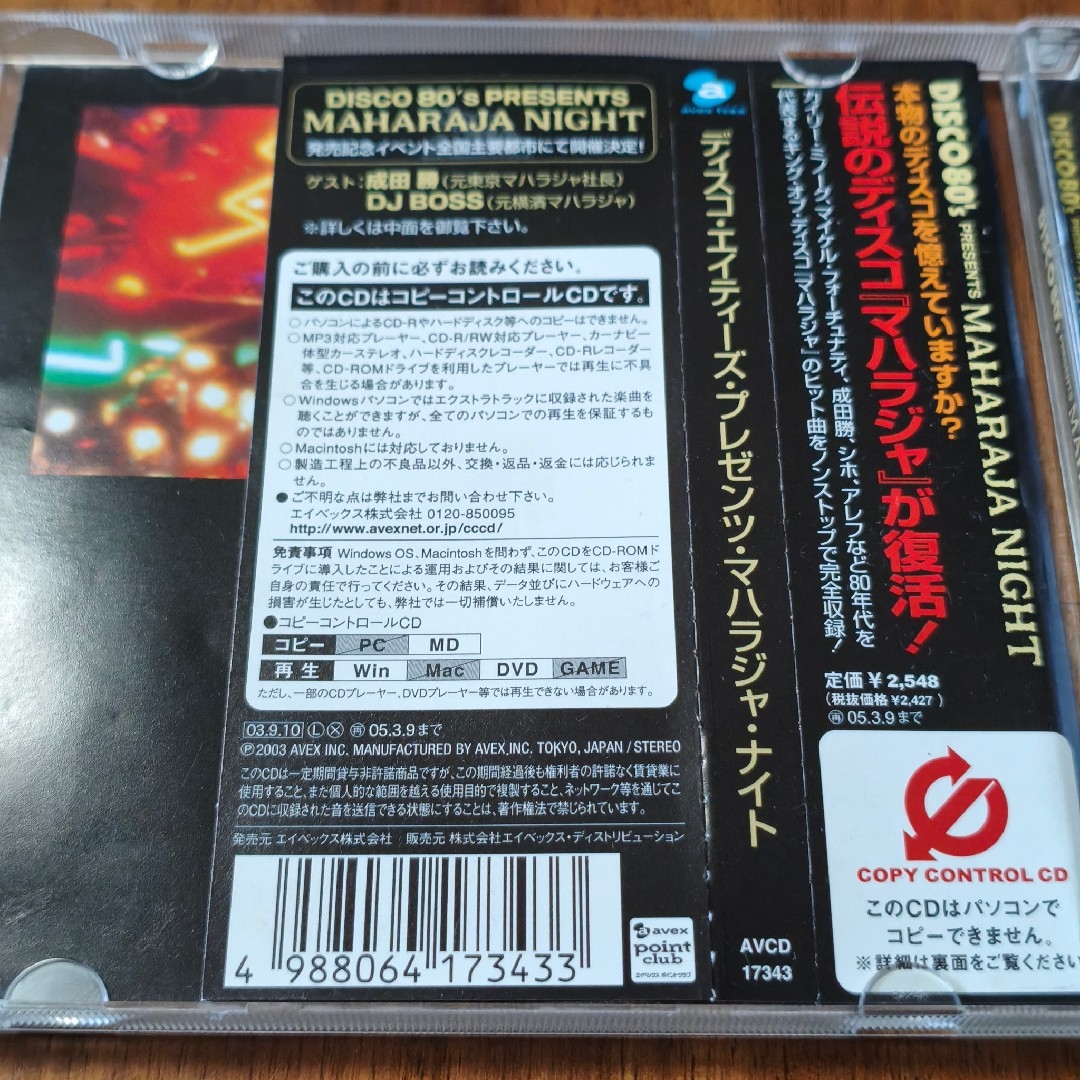 DISCO 80's PRESENTS
MAHARAJA NIGHT
発売記念イベント全国主要都市にて開催決定!
ゲスト:成田 勝(元東京マハラジャ社長)
DJ BOSS(元横濱マハラジャ)
※詳しくは中面を御覧下さい。
ご購入の前に必ずお読みください。
このCDはコピーコントロールCDです。
○パソコンによるCD-Rやハードディスク等へのコピーはできません。
○MP3対応プレーヤー、CD-R/RW対応プレーヤー、カーナビー
体型カーステレオ、ハードディスクレコーダー、CD-Rレコーダー
等、CD-ROMドライブを利用したプレーヤーでは再生に不具
合を生じる場合があります。
○Windowsパソコンではエクストラトラックに収録された楽曲を
聴くことができますが、全てのパソコンでの再生を保証するも
のではありません。
○Macintoshには対応しておりません。
○製造工程上の不良品以外、交換・返品・返金には応じられま
せん。
●ご不明な点は弊社までお問い合わせ下さい。
エイベックス株式会社 0120-850095
http://www.avexnet.or.jp/cccd/
免責事項 Windows OS、Macintoshを問わず、このCDをCD-ROMド
ライブに導入したことによる運用およびその結果に関しては、お客様ご
自身の責任で行ってください。その結果、データ並びにハードウェアへの
損害が生じたとしても、弊社では一切補償いたしません。
●コピーコントロールCD
コピー PC MD
再生 Win Mac DVD GAME
ただし、一部のCDプレーヤー、DVDプレーヤー等では再生できない場合があります。
03.9.10 Ⓛ Ⓧ ㊢ 05.3.9まで
Ⓟ2003 AVEX INC. MANUFACTURED BY AVEX,INC. TOKYO, JAPAN / STEREO
このCDは一定期間貸与非許諾商品ですが、この期間経過後も権利者の許諾なく賃貸業に
使用すること、また個人的な範囲を越える使用目的で複製すること、ネットワーク等を通じてこ
のCDに収録された音を送信できる状態にすることは、著作権法で禁じられています。
発売元 エイベックス株式会社 販売元 株式会社エイベックス・ディストリビューション
4 988064 173433
avex
point
club
エイベックス ポイントクラブ
a
avex trax
ディスコ・エイティーズ・プレゼンツ・マハラジャ・ナイト
AVCD
17343
DISCO 80's PRESENTS MAHARAJA NIGHT
本物のディスコを憶えていますか?
伝説のディスコ『マハラジャ』が復活!
ガリー・ミラーズ、マイケル・フォーチュナティ、成田勝、シホ、アレフなど80年代を
代表するキング・オブ・ディスコ『マハラジャ』のヒット曲をノンストップで完全収録!
定価 ¥2,548
(税抜価格 ¥2,427)
㊢ 05.3.9まで
COPY CONTROL CD
このCDはパソコンで
コピーできません。
※詳細は裏面をご覧ください
DISCO 80's